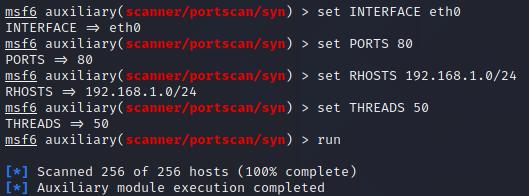 msf6 auxiliary(scanner/portscan/syn) > set INTERFACE eth0
INTERFACE ⇒ eth0
msf6 auxiliary(scanner/portscan/syn) > set PORTS 80
PORTS ⇒ 80
msf6 auxiliary(scanner/portscan/syn) > set RHOSTS 192.168.1.0/24
RHOSTS ⇒ 192.168.1.0/24
msf6 auxiliary(scanner/portscan/syn) > set THREADS 50
THREADS ⇒ 50
msf6 auxiliary(scanner/portscan/syn) > run
[*] Scanned 256 of 256 hosts (100% complete)
[*] Auxiliary module execution completed